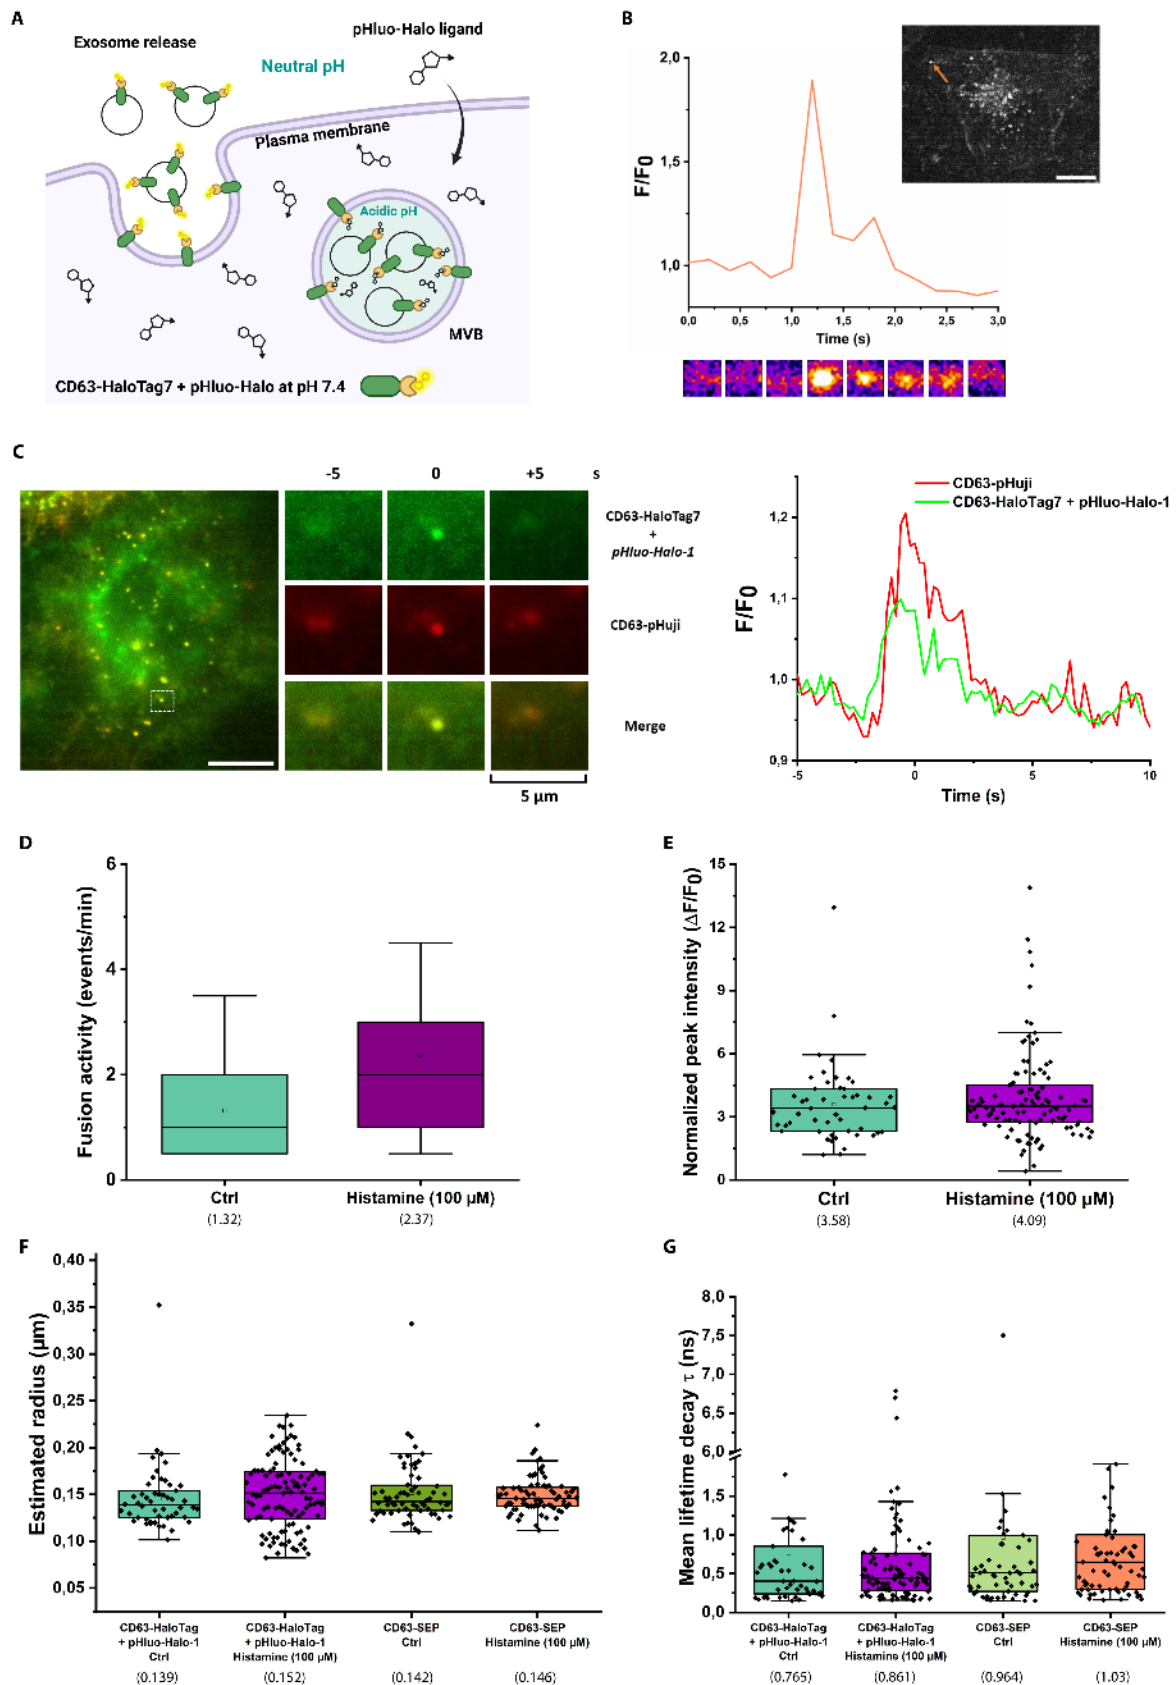 A
Exosome release
pHluo-Halo ligand
Neutral pH
Plasma membrane
Acidic pH
MVB
CD63-HaloTag7 + pHluo-Halo at pH 7.4
B
2,0
1,5
1,0
F/F0
0,0 0,5 1,0 1,5 2,0 2,5 3,0
Time (s)
C
-5 0 +5 s
CD63-HaloTag7
+
pHluo-Halo-1
CD63-pHuji
Merge
5 µm
CD63-pHuji
CD63-HaloTag7 + pHluo-Halo-1
1,2
1,1
1,0
0,9
F/F0
-5 0 5 10
Time (s)
D
6
4
2
0
Fusion activity (events/min)
Ctrl Histamine (100 µM)
(1.32) (2.37)
E
15
12
9
6
3
0
Normalized peak intensity (ΔF/F0)
Ctrl Histamine (100 µM)
(3.58) (4.09)
F
0,40
0,35
0,30
0,25
0,20
0,15
0,10
0,05
Estimated radius (µm)
CD63-HaloTag
+ pHluo-Halo-1
Ctrl
(0.139)
CD63-HaloTag
+ pHluo-Halo-1
Histamine (100 µM)
(0.152)
CD63-SEP
Ctrl
(0.142)
CD63-SEP
Histamine (100 µM)
(0.146)
G
8,0
7,5
7,0
6,5
6,0
1,5
1,0
0,5
0,0
Mean lifetime decay τ (ns)
CD63-HaloTag
+ pHluo-Halo-1
Ctrl
(0.765)
CD63-HaloTag
+ pHluo-Halo-1
Histamine (100 µM)
(0.861)
CD63-SEP
Ctrl
(0.964)
CD63-SEP
Histamine (100 µM)
(1.03)